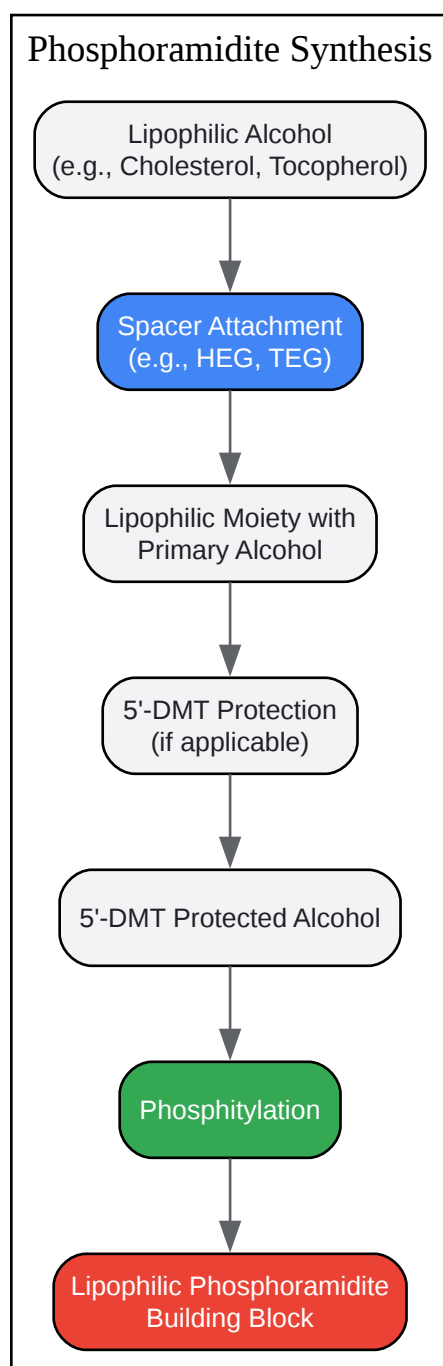 Phosphoramidite Synthesis
Lipophilic Alcohol
(e.g., Cholesterol, Tocopherol)
Spacer Attachment
(e.g., HEG, TEG)
Lipophilic Moiety with
Primary Alcohol
5'-DMT Protection
(if applicable)
5'-DMT Protected Alcohol
Phosphitylation
Lipophilic Phosphoramidite
Building Block